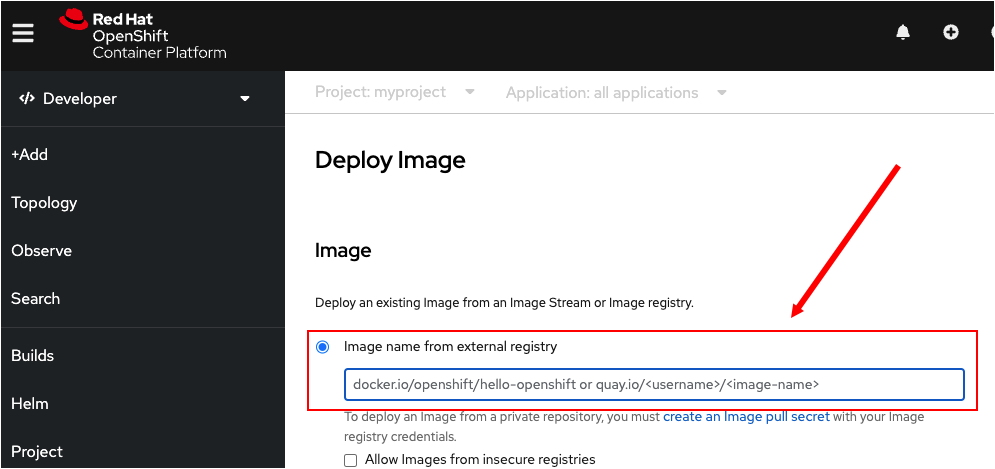 Red Hat
OpenShift
Container Platform
Developer
+Add
Topology
Observe
Search
Builds
Helm
Project
Project: myproject
Application: all applications
Deploy Image
Image
Deploy an existing Image from an Image Stream or Image registry.
Image name from external registry
docker.io/openshift/hello-openshift or quay.io/<username>/<image-name>
To deploy an Image from a private repository, you must create an Image pull secret with your Image
registry credentials.
Allow Images from insecure registries